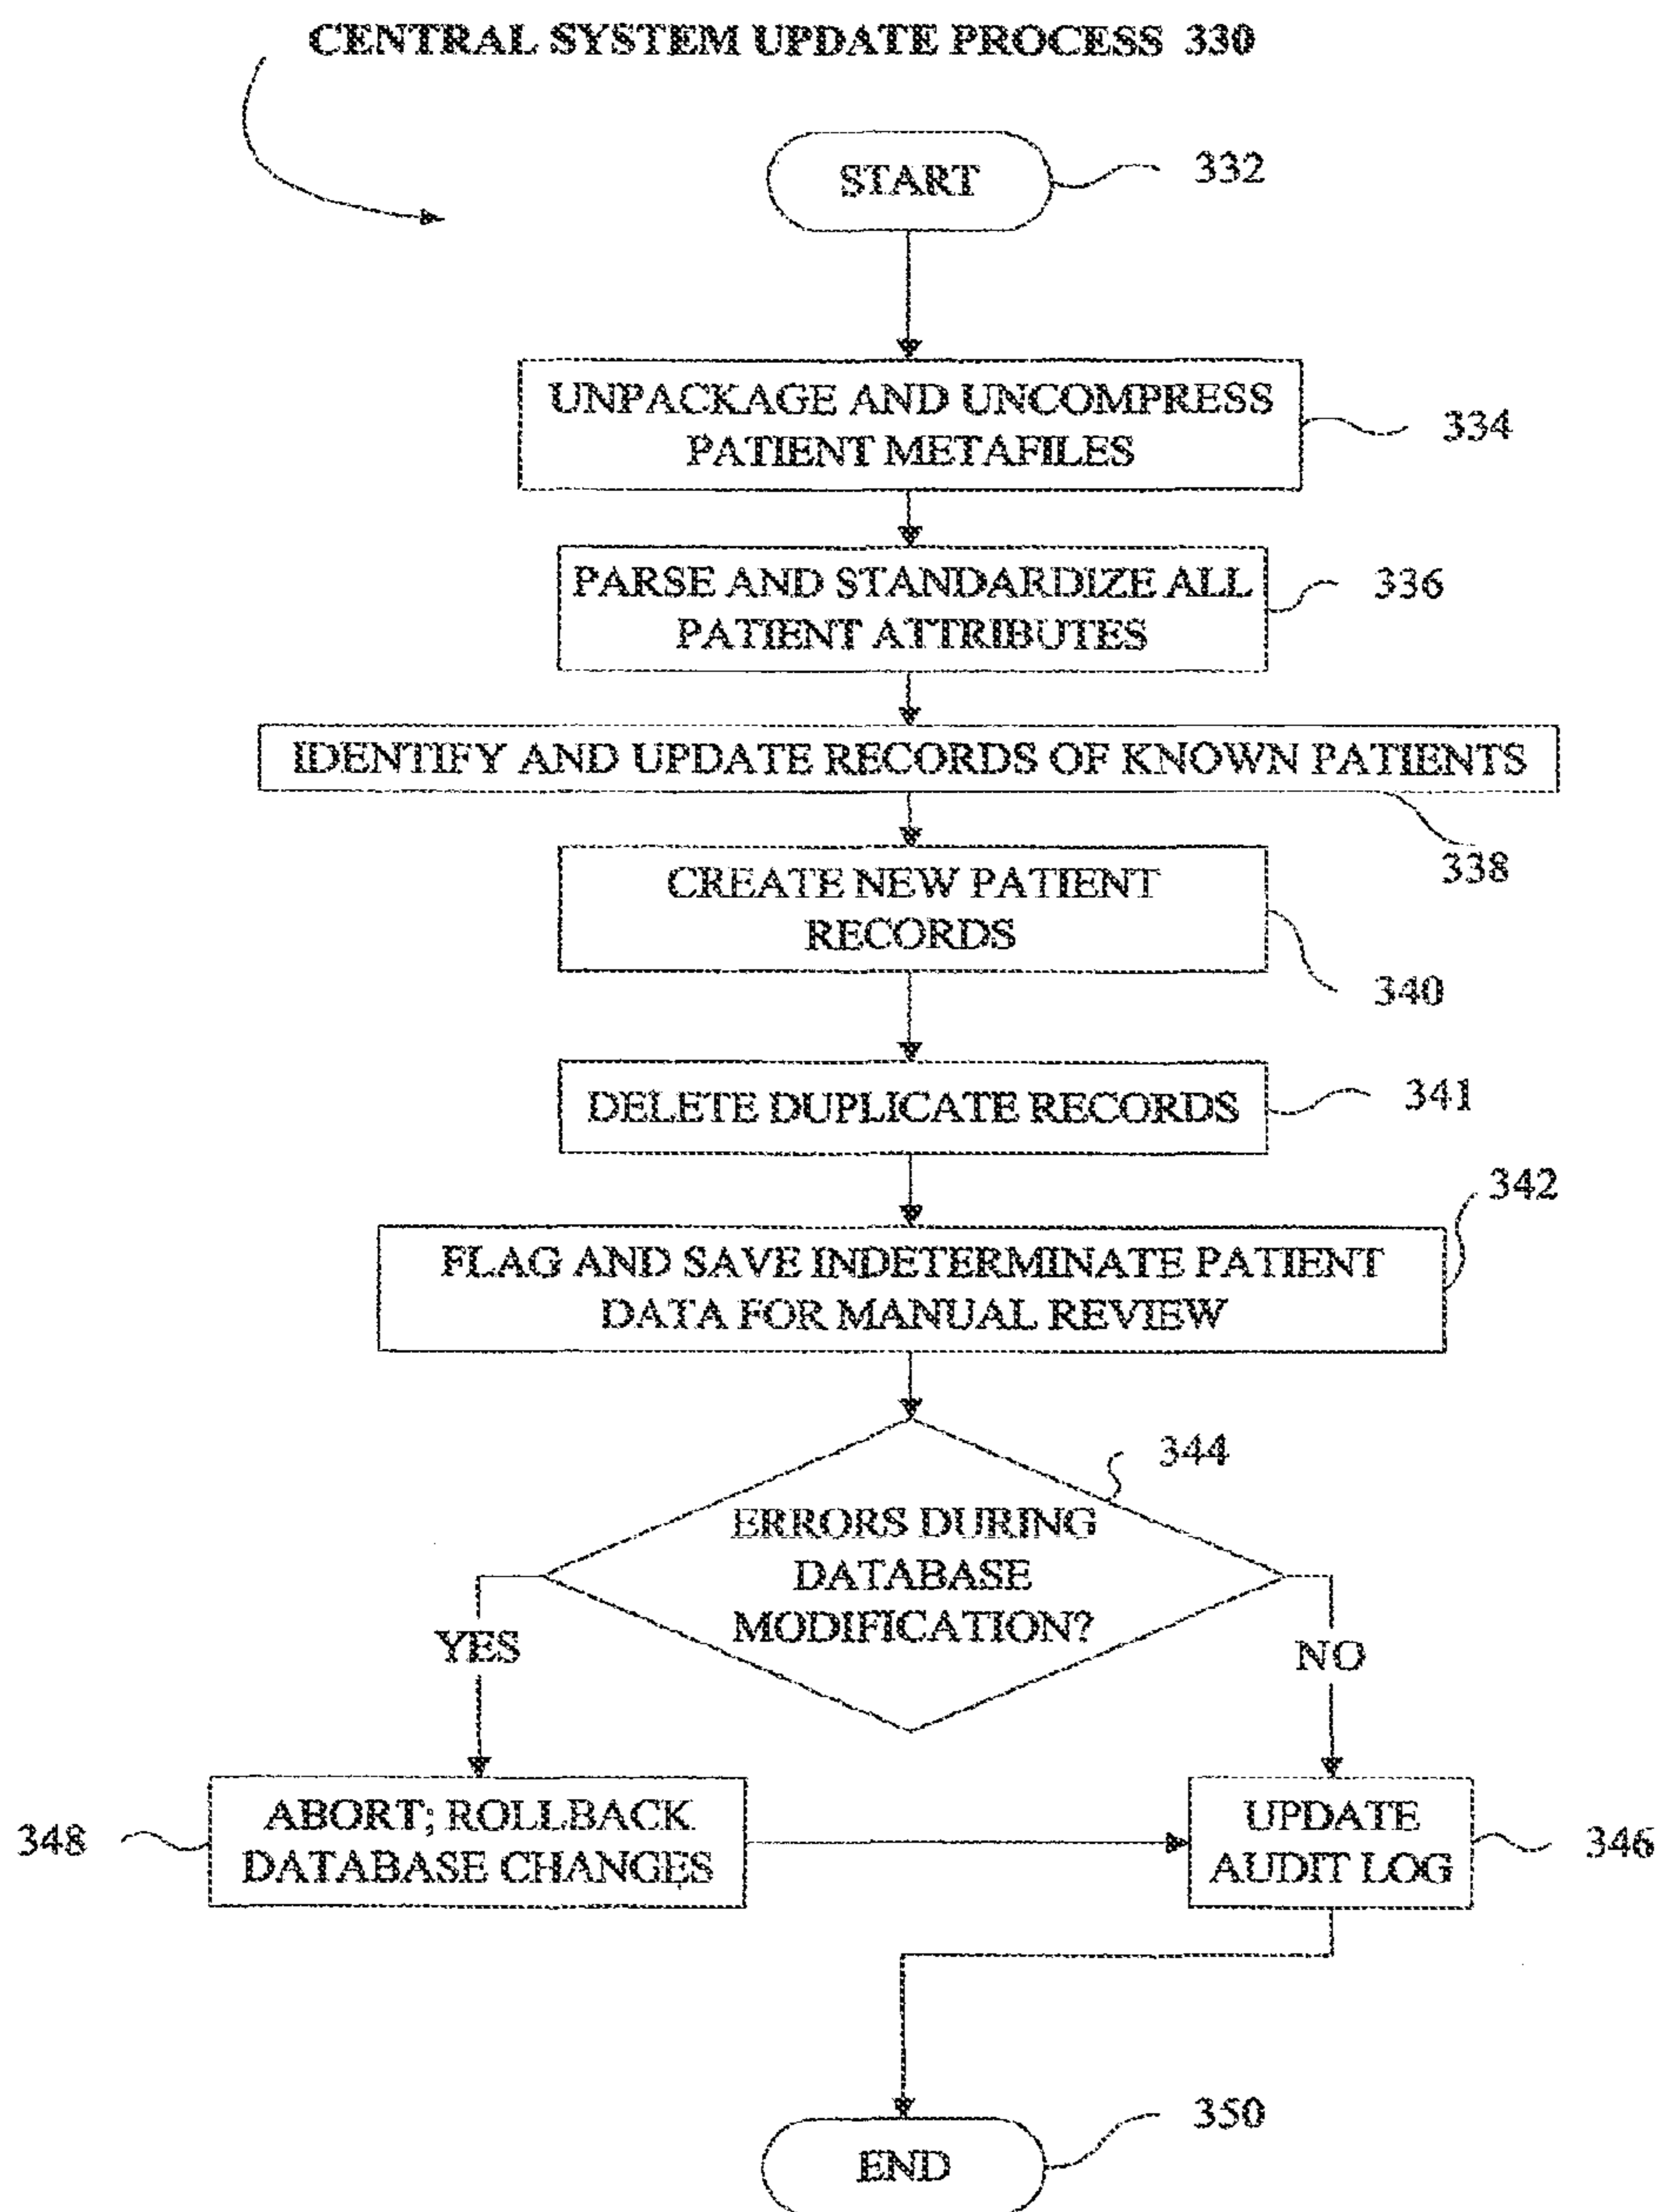 CENTRAL SYSTEM UPDATE PROCESS 330
START
332
UNPACKAGE AND UNCOMPRESS
PATIENT METAFILES
334
PARSE AND STANDARDIZE ALL
PATIENT ATTRIBUTES
336
IDENTIFY AND UPDATE RECORDS OF KNOWN PATIENTS
338
CREATE NEW PATIENT
RECORDS
340
DELETE DUPLICATE RECORDS
341
342
FLAG AND SAVE INDETERMINATE PATIENT
DATA FOR MANUAL REVIEW
344
ERRORS DURING
DATABASE
MODIFICATION?
YES
NO
348
ABORT; ROLLBACK
DATABASE CHANGES
UPDATE
AUDIT LOG
346
350
END